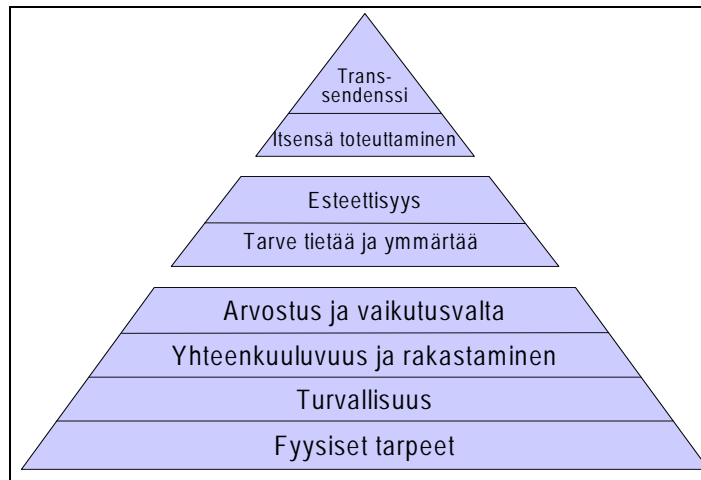 Trans-
sendenssi
Itsensä toteuttaminen
Esteettisyys
Tarve tietää ja ymmärtää
Arvostus ja vaikutusvalta
Yhteenkuuluvuus ja rakastaminen
Turvallisuus
Fyysiset tarpeet